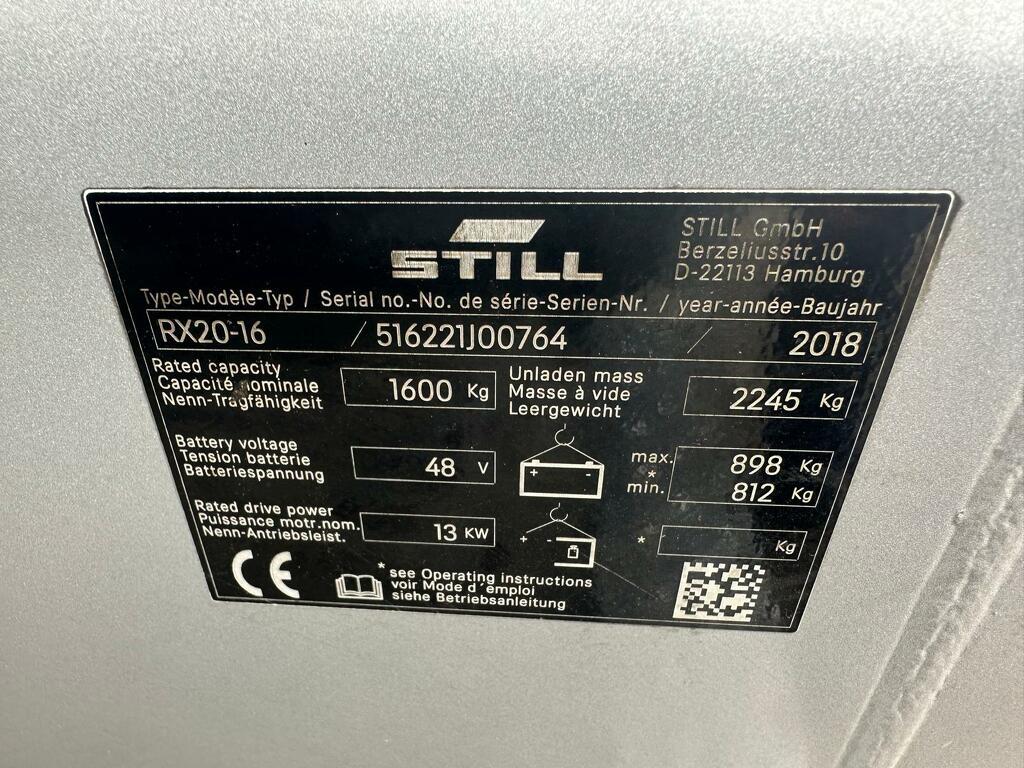 STILL
STILL GmbH
Berzeliusstr.10
D-22113 Hamburg
Type-Modèle-Typ / Serial no.-No. de série-Serien-Nr. / year-année-Baujahr
RX20-16 / 516221J00764 / 2018
Rated capacity
Capacité nominale
Nenn-Tragfähigkeit
1600 Kg
Unladen mass
Masse à vide
Leergewicht
2245 Kg
Battery voltage
Tension batterie
Batteriespannung
48 V
+ -
max. 898 Kg
*
min. 812 Kg
Rated drive power
Puissance motr.nom.
Nenn-Antriebsleist.
13 KW
+ -
* Kg
CE
* see Operating instructions
voir Mode d'émploi
siehe Betriebsanleitung